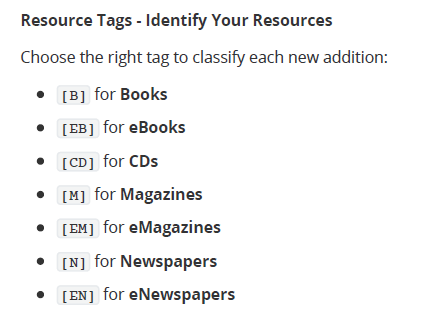 Resource Tags - Identify Your Resources
Choose the right tag to classify each new addition:
• [B] for Books
• [EB] for eBooks
• [CD] for CDs
• [M] for Magazines
• [EM] for eMagazines
• [N] for Newspapers
• [EN] for eNewspapers